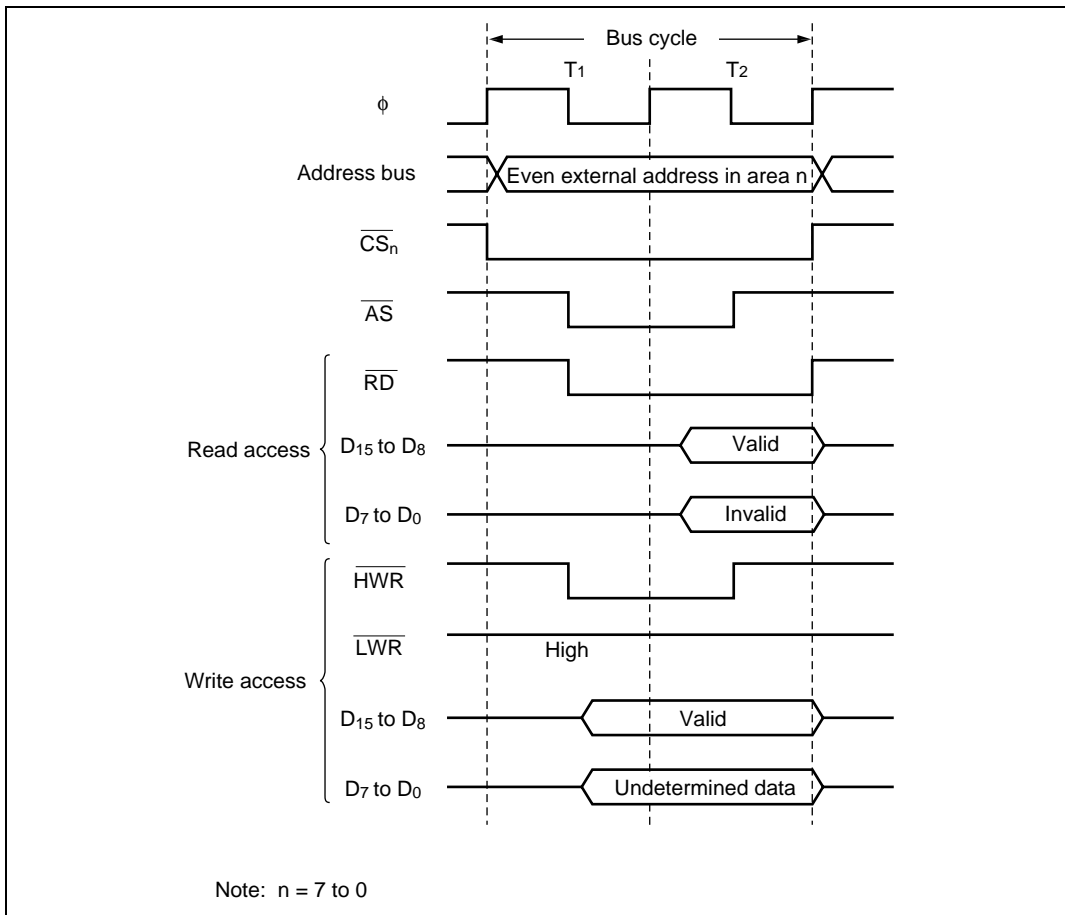 Bus cycle
T1 T2
φ
Address bus
Even external address in area n
CSn
AS
Read access
RD
D15 to D8
Valid
D7 to D0
Invalid
Write access
HWR
LWR
High
D15 to D8
Valid
D7 to D0
Undetermined data
Note: n = 7 to 0